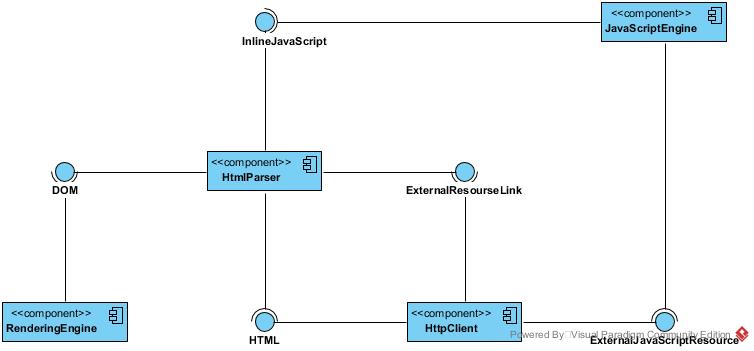 <<component>>
JavaScriptEngine
InlineJavaScript
<<component>>
HtmlParser
DOM
ExternalResourseLink
<<component>>
RenderingEngine
<<component>>
HttpClient
HTML
Powered By Visual Paradigm Community Edition
ExternalJavaScriptResource